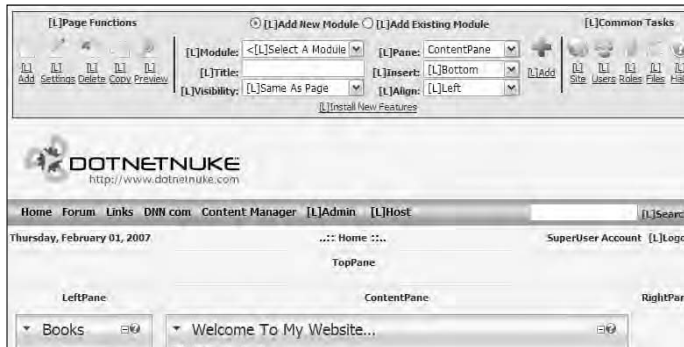 [L]Page Functions
[L]Add New Module [L]Add Existing Module
[L]Common Tasks
[L]Module: <[L]Select A Module
[L]Pane: ContentPane
[L]Title:
[L]Insert: [L]Bottom
[L]Visibility: [L]Same As Page
[L]Align: [L]Left
[L]Add
[L] [L] [L] [L] [L]
Add Settings Delete Copy Preview
[L] [L] [L] [L] [L]
Site Users Roles Files
[L]Install New Features
DOTNETNUKE
http://www.dotnetnuke.com
Home Forum Links DNN com Content Manager [L]Admin [L]Host
[L]Searc
Thursday, February 01, 2007 ..:: Home ::.. SuperUser Account [L]Logo
TopPane
LeftPane ContentPane RightPan
Books Welcome To My Website...